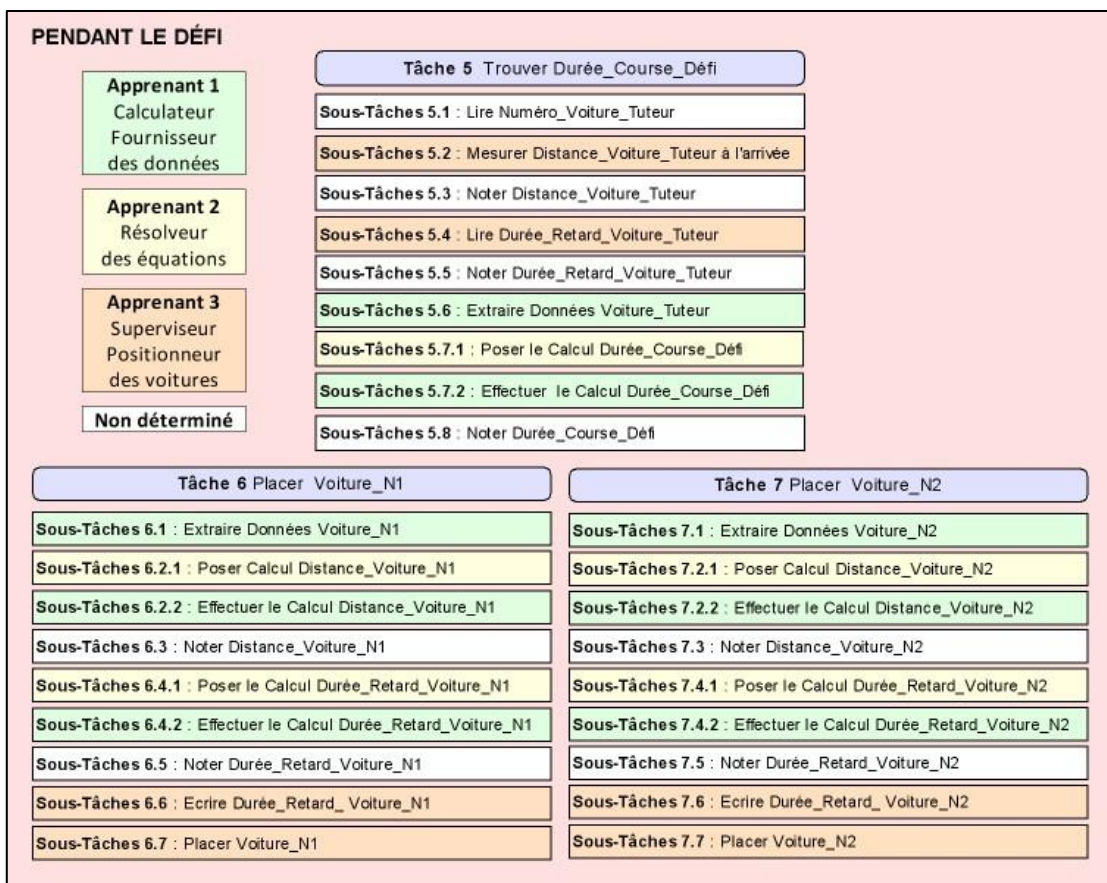 PENDANT LE DÉFI
Apprenant 1
Calculateur
Fournisseur
des données
Apprenant 2
Résolveur
des équations
Apprenant 3
Superviseur
Positionneur
des voitures
Non déterminé
Tâche 5 Trouver Durée_Course_Défi
Sous-Tâches 5.1 : Lire Numéro_Voiture_Tuteur
Sous-Tâches 5.2 : Mesurer Distance_Voiture_Tuteur à l'arrivée
Sous-Tâches 5.3 : Noter Distance_Voiture_Tuteur
Sous-Tâches 5.4 : Lire Durée_Retard_Voiture_Tuteur
Sous-Tâches 5.5 : Noter Durée_Retard_Voiture_Tuteur
Sous-Tâches 5.6 : Extraire Données Voiture_Tuteur
Sous-Tâches 5.7.1 : Poser le Calcul Durée_Course_Défi
Sous-Tâches 5.7.2 : Effectuer le Calcul Durée_Course_Défi
Sous-Tâches 5.8 : Noter Durée_Course_Défi
Tâche 6 Placer Voiture_N1
Sous-Tâches 6.1 : Extraire Données Voiture_N1
Sous-Tâches 6.2.1 : Poser Calcul Distance_Voiture_N1
Sous-Tâches 6.2.2 : Effectuer le Calcul Distance_Voiture_N1
Sous-Tâches 6.3 : Noter Distance_Voiture_N1
Sous-Tâches 6.4.1 : Poser le Calcul Durée_Retard_Voiture_N1
Sous-Tâches 6.4.2 : Effectuer le Calcul Durée_Retard_Voiture_N1
Sous-Tâches 6.5 : Noter Durée_Retard_Voiture_N1
Sous-Tâches 6.6 : Ecrire Durée_Retard_ Voiture_N1
Sous-Tâches 6.7 : Placer Voiture_N1
Tâche 7 Placer Voiture_N2
Sous-Tâches 7.1 : Extraire Données Voiture_N2
Sous-Tâches 7.2.1 : Poser Calcul Distance_Voiture_N2
Sous-Tâches 7.2.2 : Effectuer le Calcul Distance_Voiture_N2
Sous-Tâches 7.3 : Noter Distance_Voiture_N2
Sous-Tâches 7.4.1 : Poser le Calcul Durée_Retard_Voiture_N2
Sous-Tâches 7.4.2 : Effectuer le Calcul Durée_Retard_Voiture_N2
Sous-Tâches 7.5 : Noter Durée_Retard_Voiture_N2
Sous-Tâches 7.6 : Ecrire Durée_Retard_ Voiture_N2
Sous-Tâches 7.7 : Placer Voiture_N2